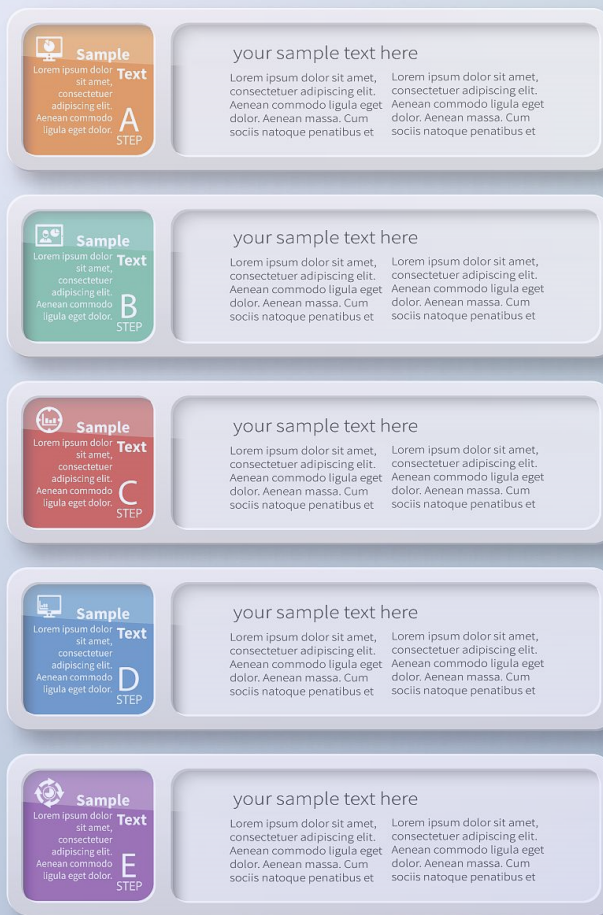 Sample
Text
Lorem ipsum dolor
sit amet,
consectetuer
adipiscing elit.
Aenean commodo
ligula eget dolor.
A
STEP
your sample text here
Lorem ipsum dolor sit amet,
consectetuer adipiscing elit.
Aenean commodo ligula eget
dolor. Aenean massa. Cum
sociis natoque penatibus et
Lorem ipsum dolor sit amet,
consectetuer adipiscing elit.
Aenean commodo ligula eget
dolor. Aenean massa. Cum
sociis natoque penatibus et
Sample
Text
Lorem ipsum dolor
sit amet,
consectetuer
adipiscing elit.
Aenean commodo
ligula eget dolor.
B
STEP
your sample text here
Lorem ipsum dolor sit amet,
consectetuer adipiscing elit.
Aenean commodo ligula eget
dolor. Aenean massa. Cum
sociis natoque penatibus et
Lorem ipsum dolor sit amet,
consectetuer adipiscing elit.
Aenean commodo ligula eget
dolor. Aenean massa. Cum
sociis natoque penatibus et
Sample
Text
Lorem ipsum dolor
sit amet,
consectetuer
adipiscing elit.
Aenean commodo
ligula eget dolor.
C
STEP
your sample text here
Lorem ipsum dolor sit amet,
consectetuer adipiscing elit.
Aenean commodo ligula eget
dolor. Aenean massa. Cum
sociis natoque penatibus et
Lorem ipsum dolor sit amet,
consectetuer adipiscing elit.
Aenean commodo ligula eget
dolor. Aenean massa. Cum
sociis natoque penatibus et
Sample
Text
Lorem ipsum dolor
sit amet,
consectetuer
adipiscing elit.
Aenean commodo
ligula eget dolor.
D
STEP
your sample text here
Lorem ipsum dolor sit amet,
consectetuer adipiscing elit.
Aenean commodo ligula eget
dolor. Aenean massa. Cum
sociis natoque penatibus et
Lorem ipsum dolor sit amet,
consectetuer adipiscing elit.
Aenean commodo ligula eget
dolor. Aenean massa. Cum
sociis natoque penatibus et
Sample
Text
Lorem ipsum dolor
sit amet,
consectetuer
adipiscing elit.
Aenean commodo
ligula eget dolor.
E
STEP
your sample text here
Lorem ipsum dolor sit amet,
consectetuer adipiscing elit.
Aenean commodo ligula eget
dolor. Aenean massa. Cum
sociis natoque penatibus et
Lorem ipsum dolor sit amet,
consectetuer adipiscing elit.
Aenean commodo ligula eget
dolor. Aenean massa. Cum
sociis natoque penatibus et